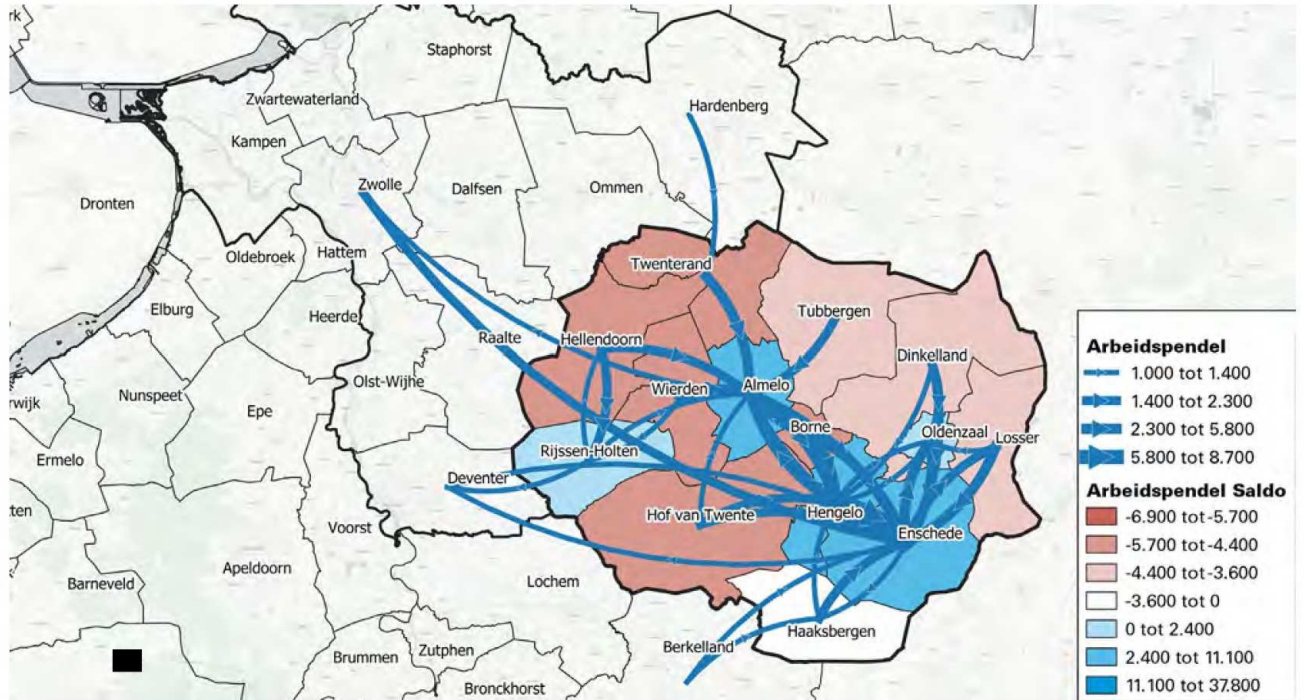 rk
Staphorst
Zwartewaterland
Hardenberg
Kampen
Zwolle
Dalfsen
Ommen
Dronten
Oldebroek
Hattem
Twenterand
Elburg
Heerde
Tubbergen
Raalte
Hellendoorn
Dinkelland
Olst-Wijhe
Wierden
Almelo
Nunspeet
rwijk
Epe
Borne
Oldenzaal
Losser
Ermelo
Rijssen-Holten
Deventer
tten
Voorst
Hof van Twente
Hengelo
Enschede
Barneveld
Apeldoorn
Lochem
Haaksbergen
Berkelland
Brummen
Zutphen
Bronckhorst
Arbeidspendel
1.000 tot 1.400
1.400 tot 2.300
2.300 tot 5.800
5.800 tot 8.700
Arbeidspendel Saldo
-6.900 tot -5.700
-5.700 tot -4.400
-4.400 tot -3.600
-3.600 tot 0
0 tot 2.400
2.400 tot 11.100
11.100 tot 37.800